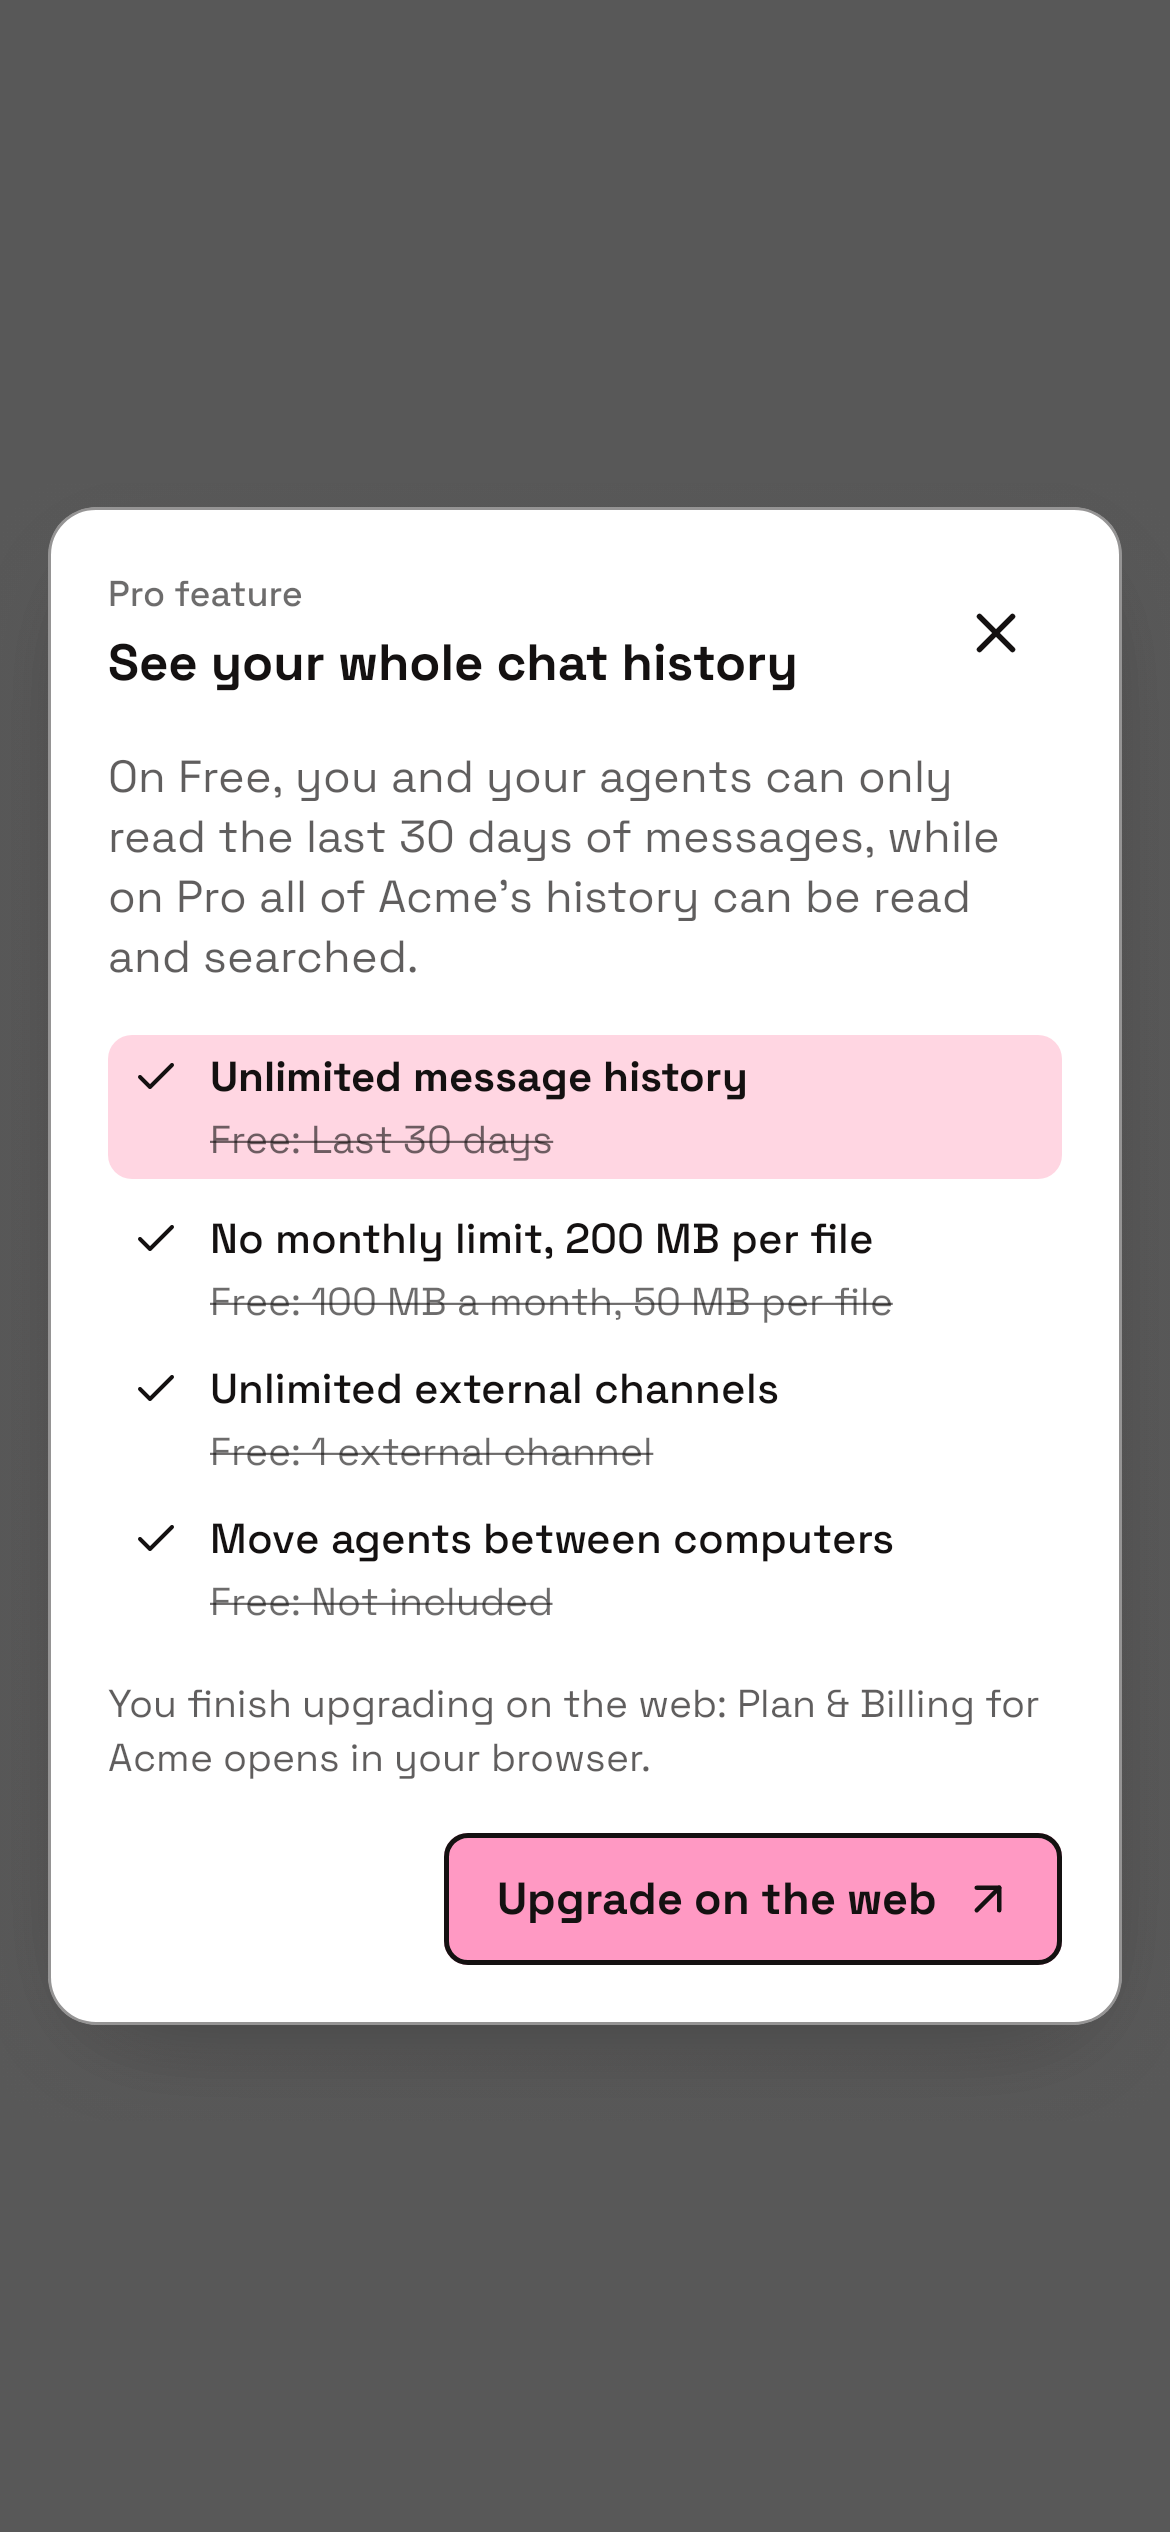 Pro feature
See your whole chat history
On Free, you and your agents can only
read the last 30 days of messages, while
on Pro all of Acme’s history can be read
and searched.
Unlimited message history
Free: Last 30 days
No monthly limit, 200 MB per file
Free: 100 MB a month, 50 MB per file
Unlimited external channels
Free: 1 external channel
Move agents between computers
Free: Not included
You finish upgrading on the web: Plan & Billing for
Acme opens in your browser.
Upgrade on the web